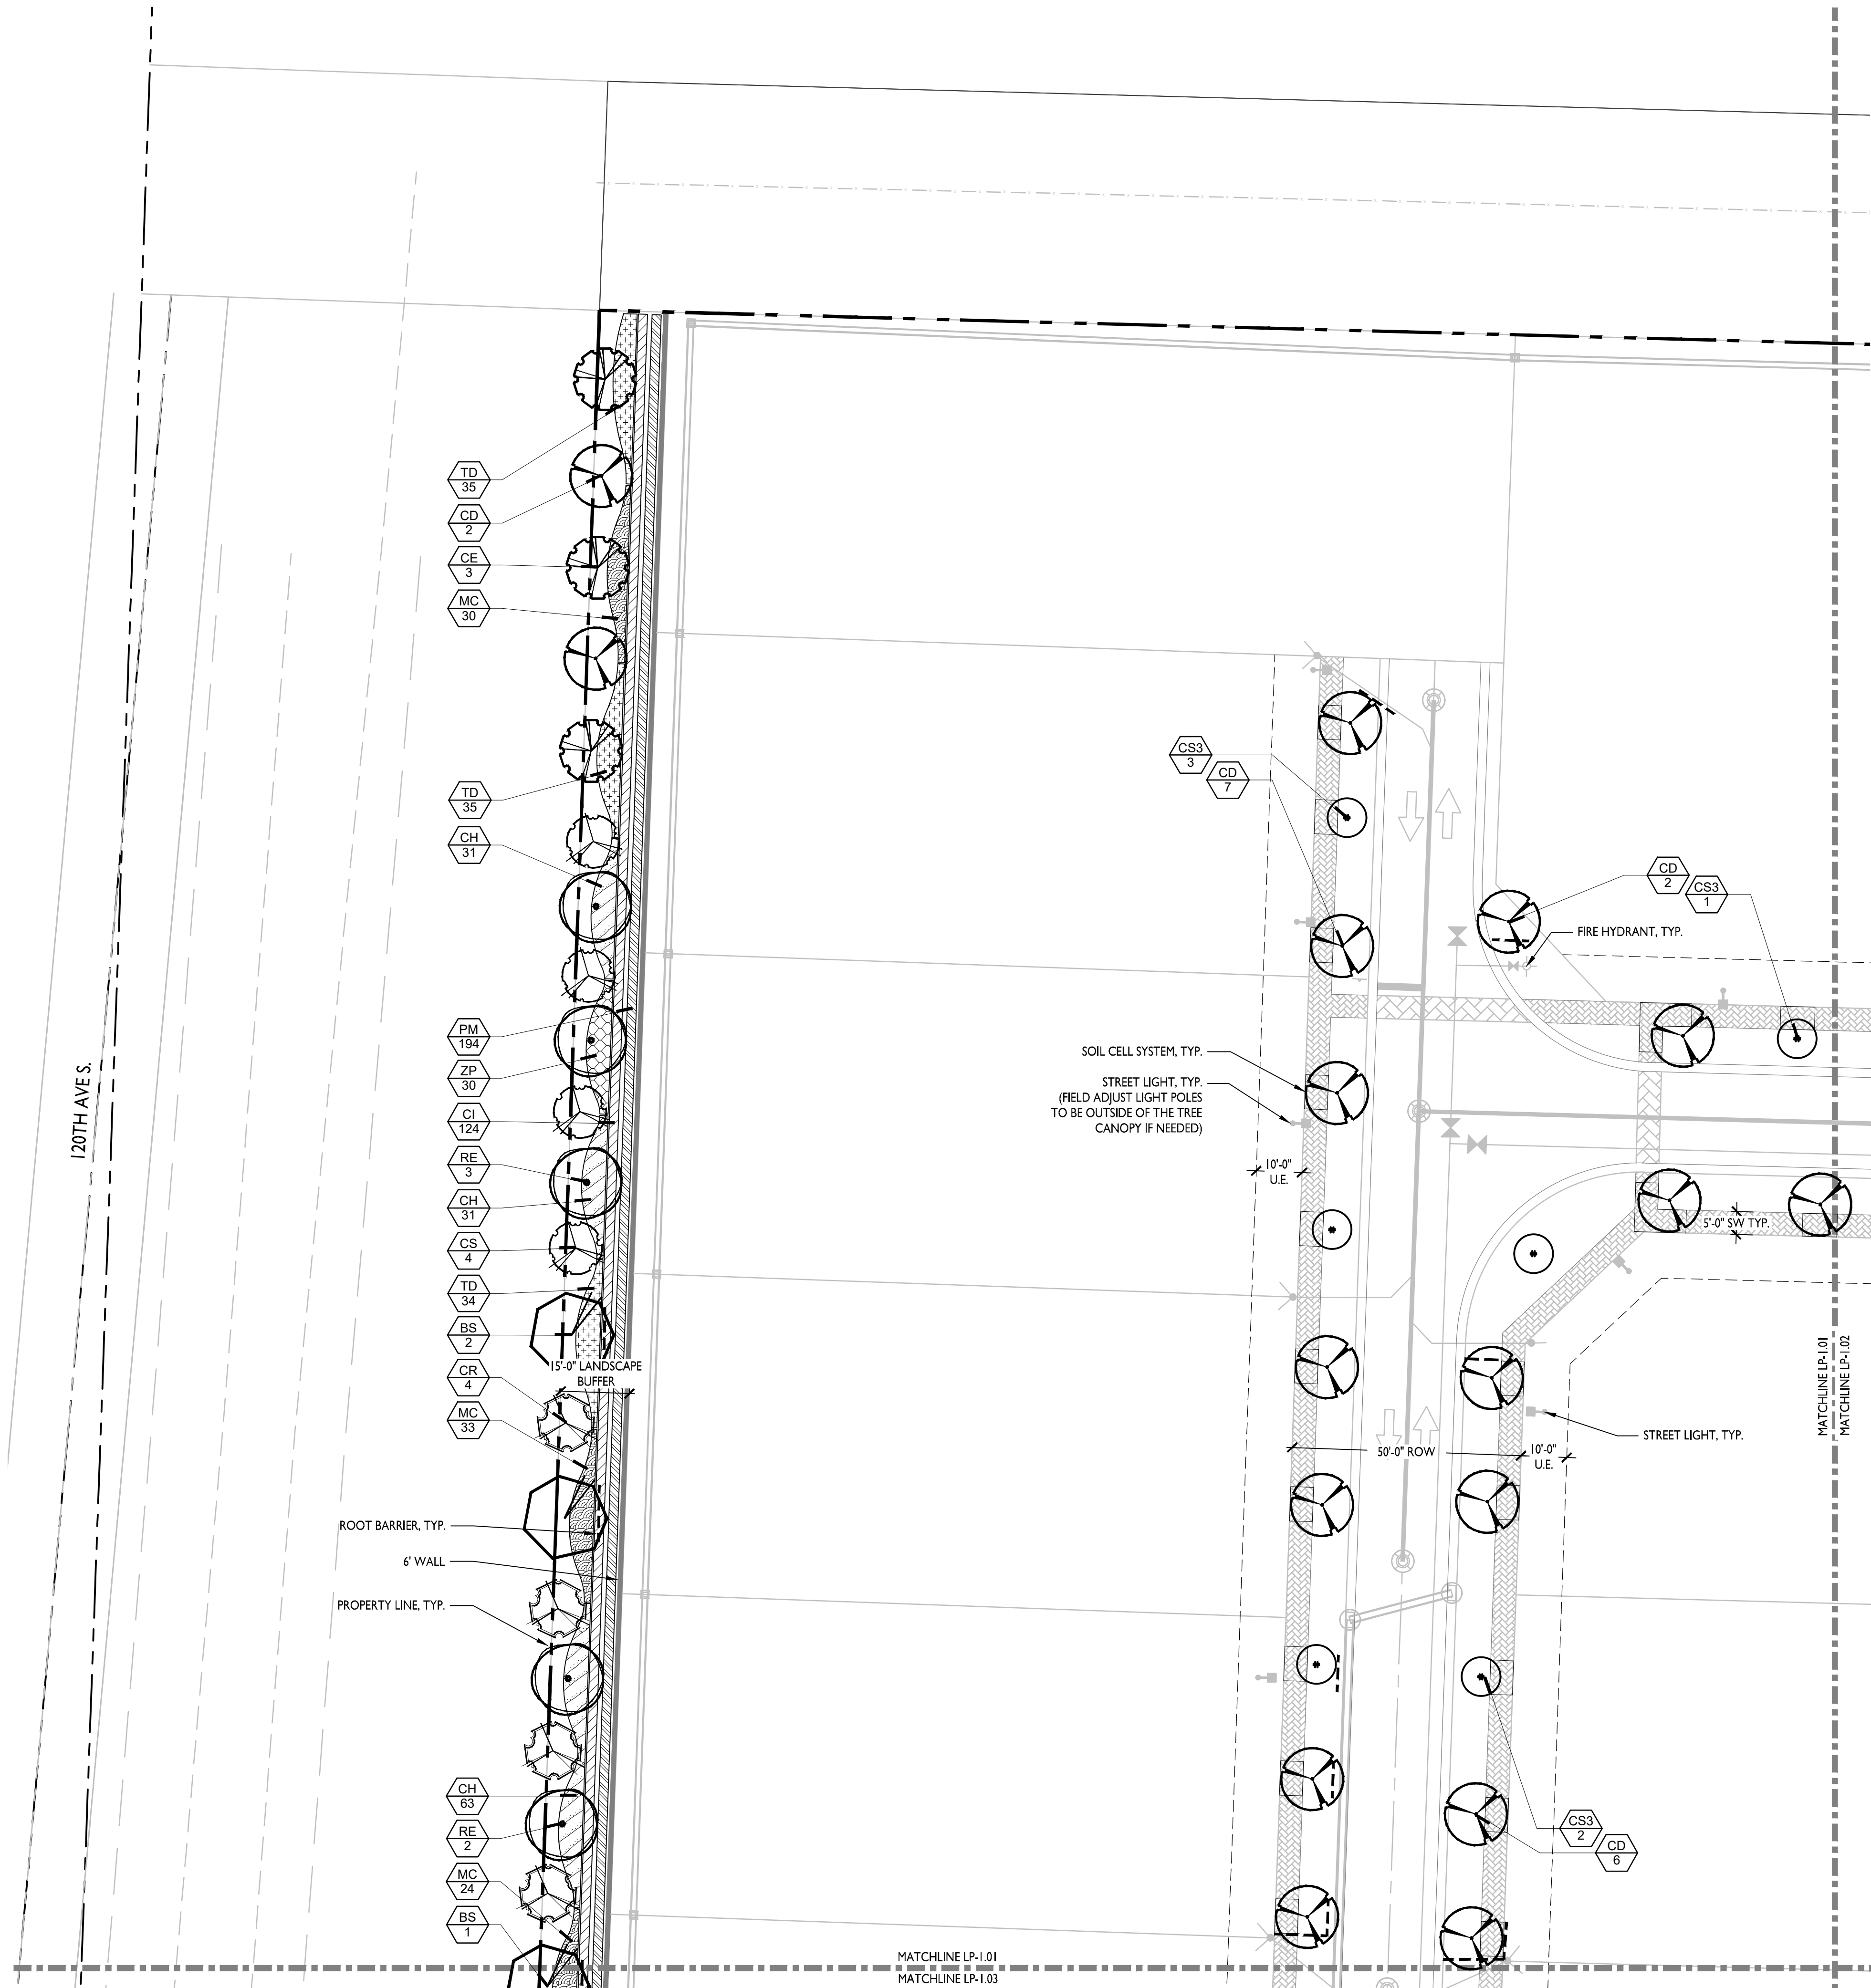 TD
35
CD
2
CE
3
MC
30
TD
35
CH
31
PM
194
ZP
30
CI
124
RE
3
CH
31
CS
4
TD
34
BS
2
CR
4
MC
33
15'-0" LANDSCAPE
BUFFER
ROOT BARRIER, TYP.
6' WALL
PROPERTY LINE, TYP.
CH
63
RE
2
MC
24
BS
1
120TH AVE S.
CS3
3
CD
7
CD
2
CS3
1
FIRE HYDRANT, TYP.
SOIL CELL SYSTEM, TYP.
STREET LIGHT, TYP.
(FIELD ADJUST LIGHT POLES
TO BE OUTSIDE OF THE TREE
CANOPY IF NEEDED)
10'-0"
U.E.
5'-0" SW TYP.
50'-0" ROW
10'-0"
U.E.
STREET LIGHT, TYP.
MATCHLINE LP-1.01
MATCHLINE LP-1.02
CS3
2
CD
6
MATCHLINE LP-1.01
MATCHLINE LP-1.03